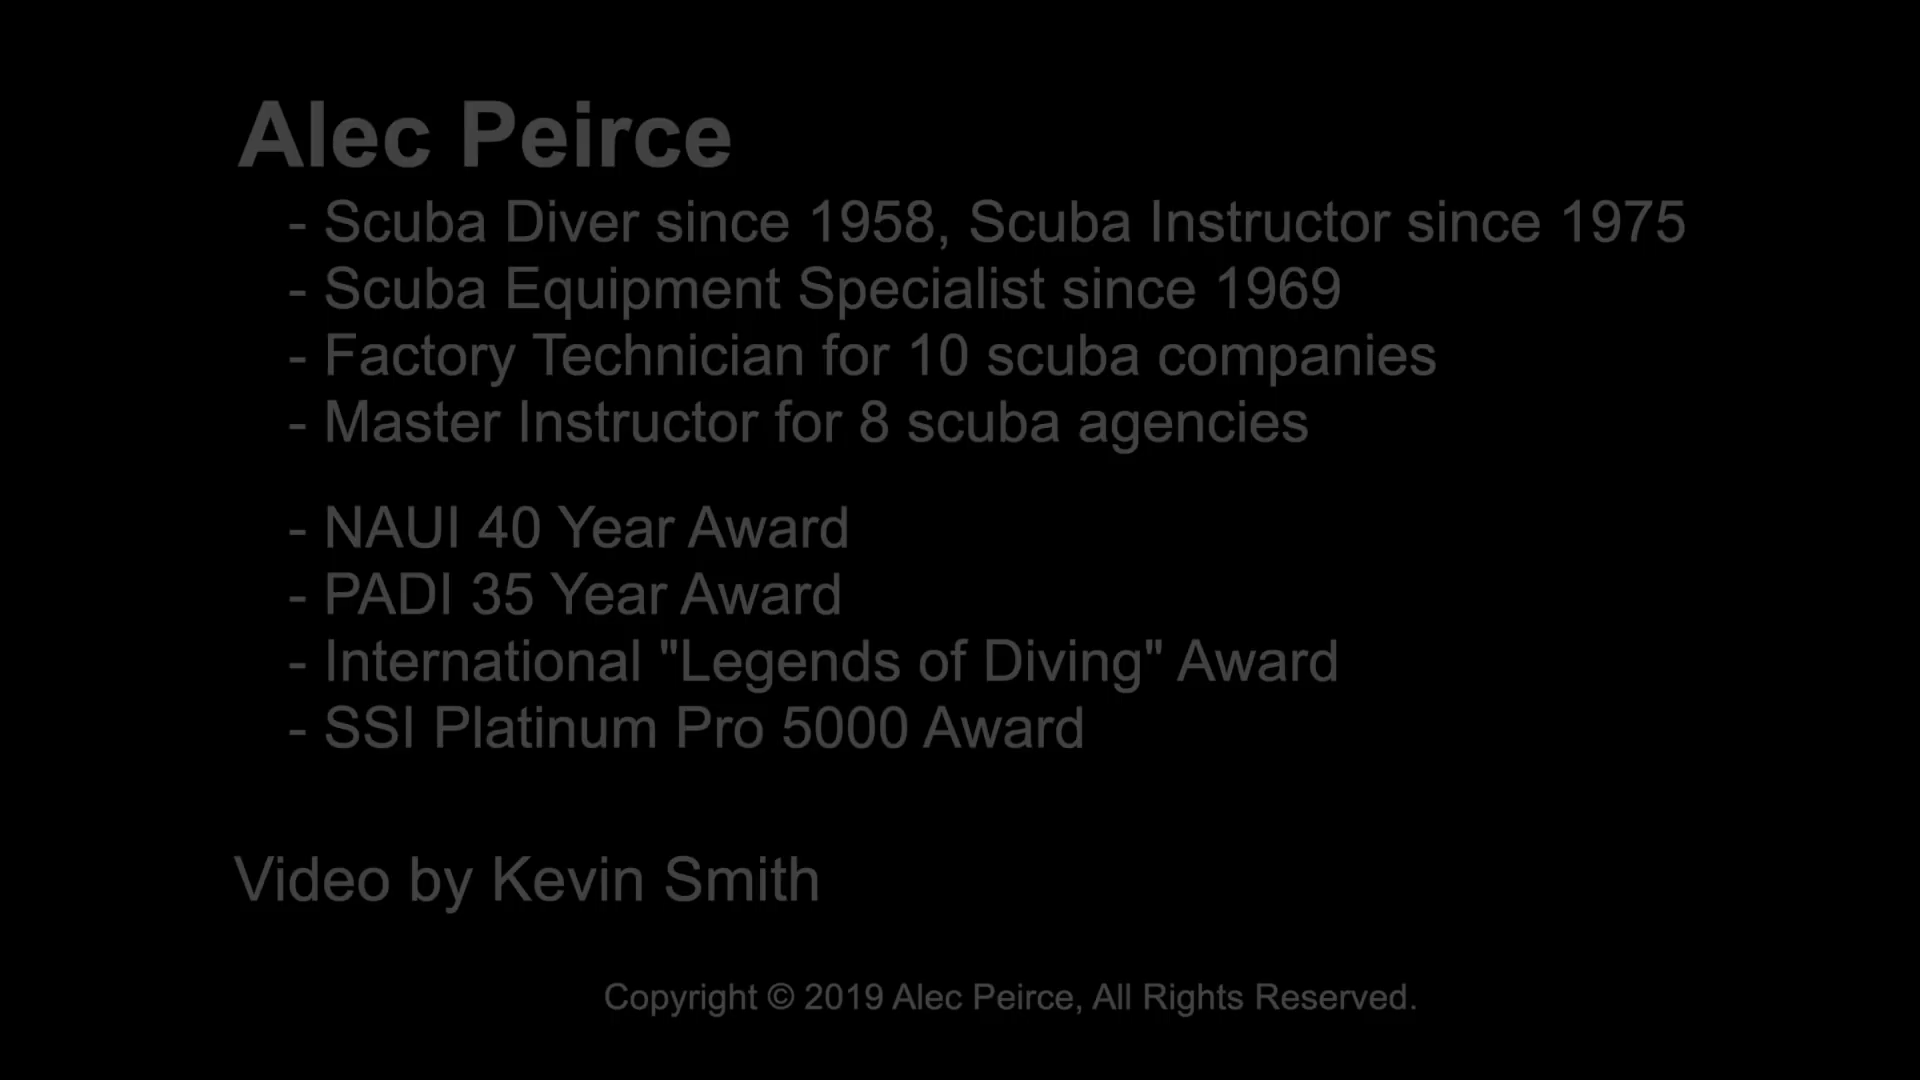 Alec Peirce
- Scuba Diver since 1958, Scuba Instructor since 1975
- Scuba Equipment Specialist since 1969
- Factory Technician for 10 scuba companies
- Master Instructor for 8 scuba agencies
- NAUI 40 Year Award
- PADI 35 Year Award
- International "Legends of Diving" Award
- SSI Platinum Pro 5000 Award
Video by Kevin Smith
Copyright © 2019 Alec Peirce, All Rights Reserved.